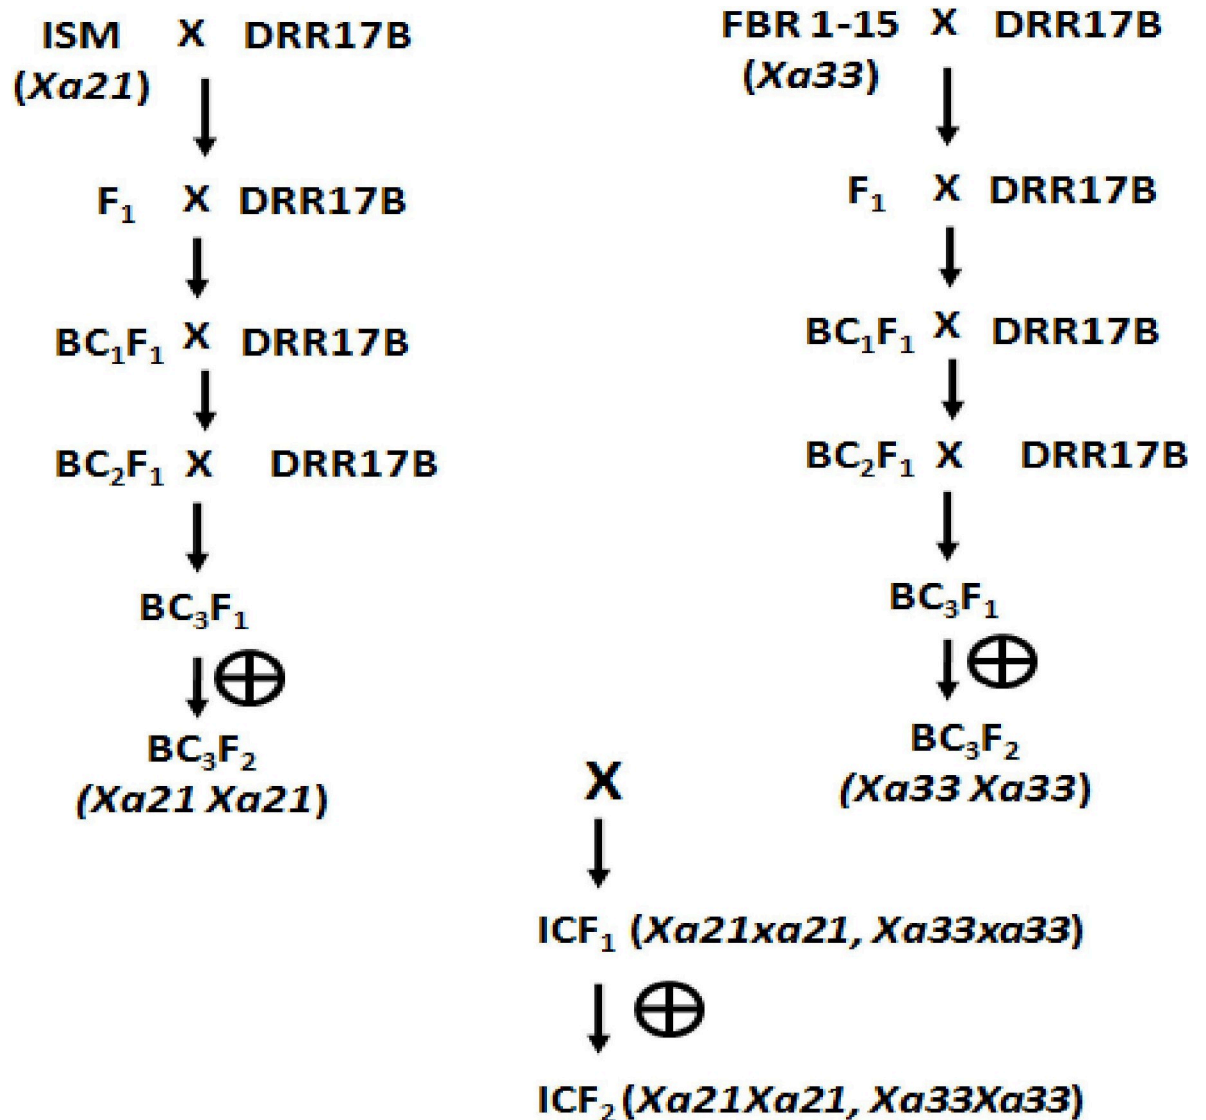 ISM X DRR17B
(Xa21)
F₁ X DRR17B
BC₁F₁ X DRR17B
BC₂F₁ X DRR17B
BC₃F₁
BC₃F₂
(Xa21 Xa21)
FBR 1-15 X DRR17B
(Xa33)
F₁ X DRR17B
BC₁F₁ X DRR17B
BC₂F₁ X DRR17B
BC₃F₁
BC₃F₂
(Xa33 Xa33)
X
ICF₁ (Xa21xa21, Xa33xa33)
ICF₂ (Xa21Xa21, Xa33Xa33)